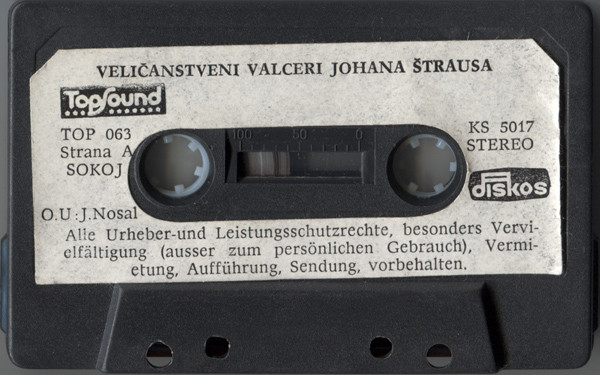 VELIČANSTVENI VALCERI JOHANA ŠTRAUSA
TopSound
TOP 063
Strana A
SOKOJ
KS 5017
STEREO
100 50 0
diskos
O.U : J.Nosal
Alle Urheber-und Leistungsschutzrechte, besonders Vervi-
elfältigung (ausser zum persönlichen Gebrauch), Vermi-
etung, Aufführung, Sendung, vorbehalten.